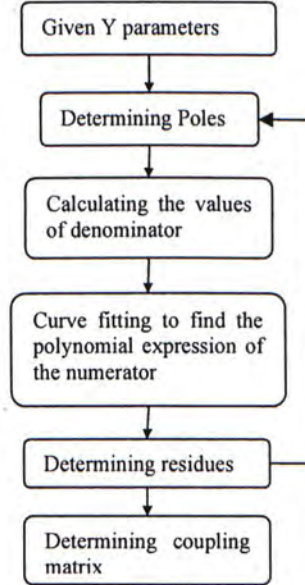 Given Y parameters
Determining Poles
Calculating the values
of denominator
Curve fitting to find the
polynomial expression of
the numerator
Determining residues
Determining coupling
matrix